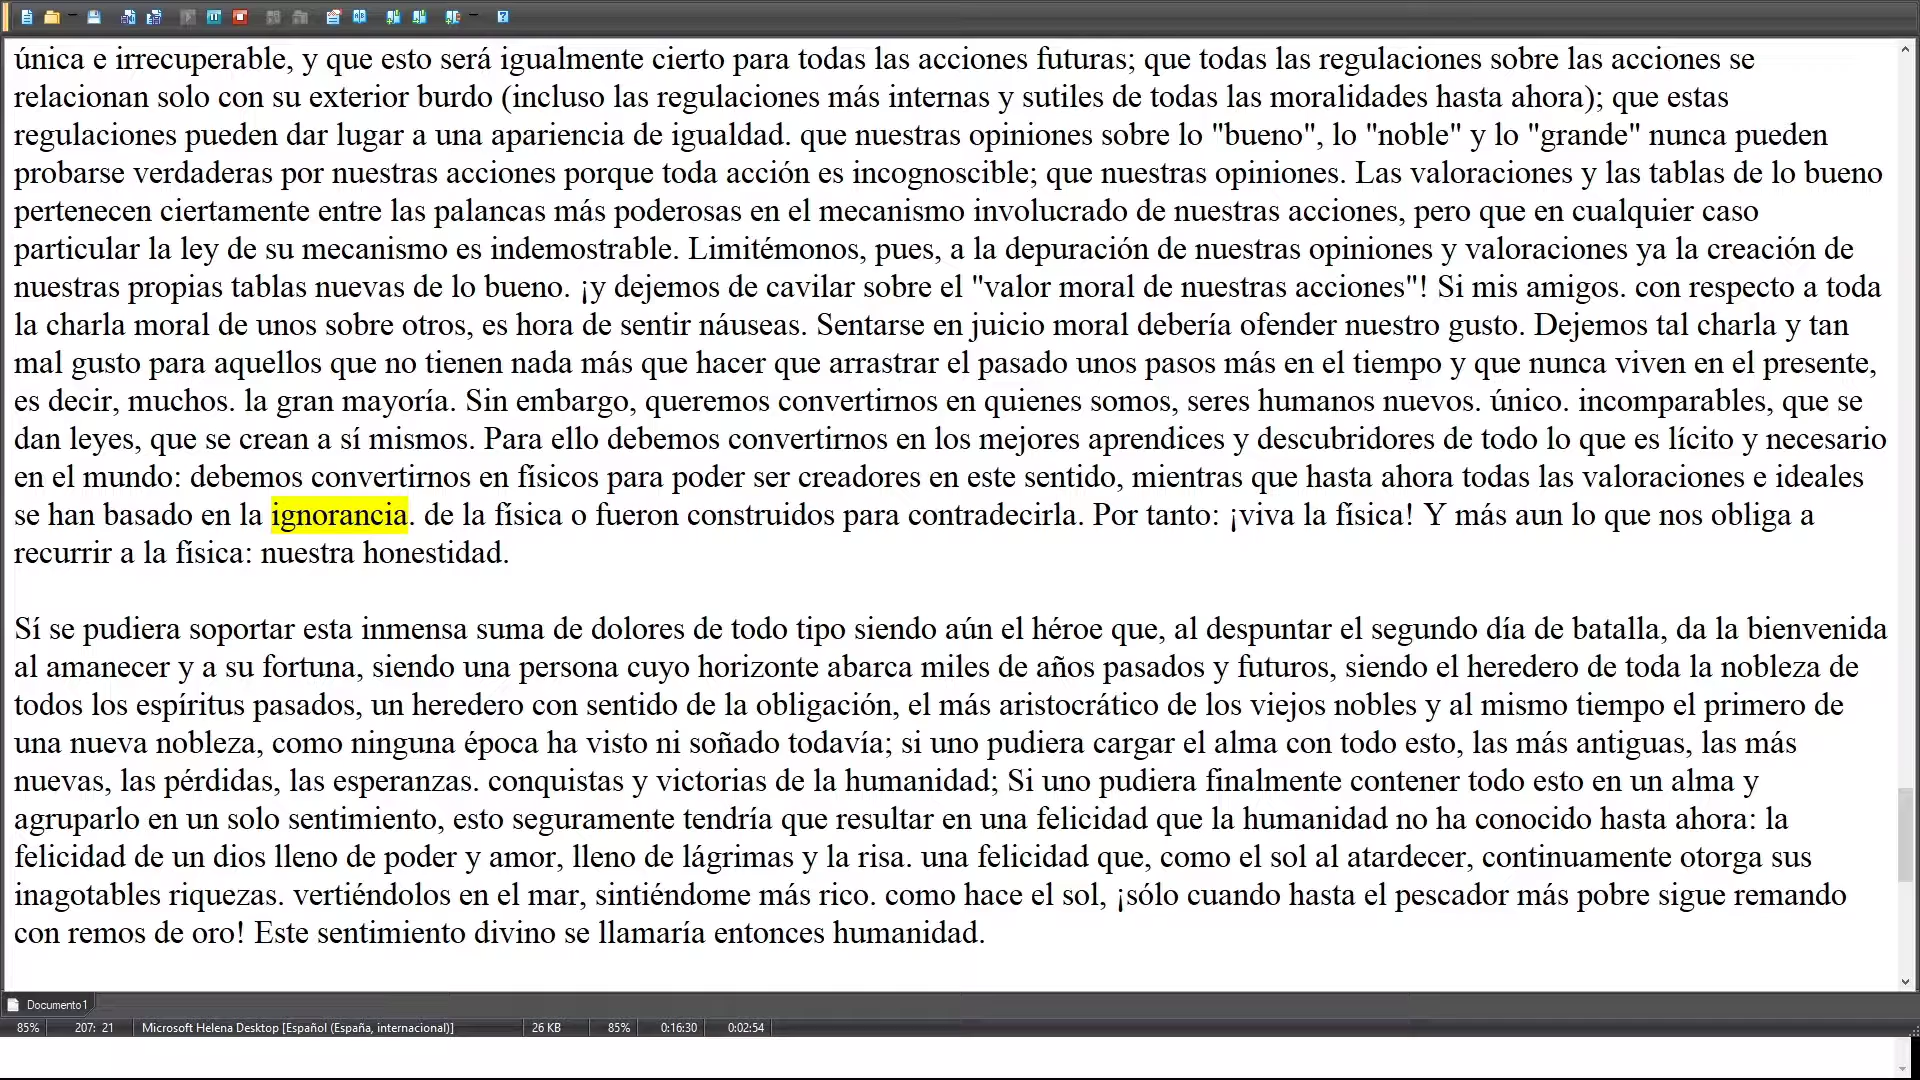 única e irrecuperable, y que esto será igualmente cierto para todas las acciones futuras; que todas las regulaciones sobre las acciones se
relacionan solo con su exterior burdo (incluso las regulaciones más internas y sutiles de todas las moralidades hasta ahora); que estas
regulaciones pueden dar lugar a una apariencia de igualdad. que nuestras opiniones sobre lo "bueno", lo "noble" y lo "grande" nunca pueden
probarse verdaderas por nuestras acciones porque toda acción es incognoscible; que nuestras opiniones. Las valoraciones y las tablas de lo bueno
pertenecen ciertamente entre las palancas más poderosas en el mecanismo involucrado de nuestras acciones, pero que en cualquier caso
particular la ley de su mecanismo es indemostrable. Limitémonos, pues, a la depuración de nuestras opiniones y valoraciones ya la creación de
nuestras propias tablas nuevas de lo bueno. ¡y dejemos de cavilar sobre el "valor moral de nuestras acciones"! Si mis amigos. con respecto a toda
la charla moral de unos sobre otros, es hora de sentir náuseas. Sentarse en juicio moral debería ofender nuestro gusto. Dejemos tal charla y tan
mal gusto para aquellos que no tienen nada más que hacer que arrastrar el pasado unos pasos más en el tiempo y que nunca viven en el presente,
es decir, muchos. la gran mayoría. Sin embargo, queremos convertirnos en quienes somos, seres humanos nuevos. único. incomparables, que se
dan leyes, que se crean a sí mismos. Para ello debemos convertirnos en los mejores aprendices y descubridores de todo lo que es lícito y necesario
en el mundo: debemos convertirnos en físicos para poder ser creadores en este sentido, mientras que hasta ahora todas las valoraciones e ideales
se han basado en la ignorancia. de la física o fueron construidos para contradecirla. Por tanto: ¡viva la física! Y más aun lo que nos obliga a
recurrir a la física: nuestra honestidad.
Sí se pudiera soportar esta inmensa suma de dolores de todo tipo siendo aún el héroe que, al despuntar el segundo día de batalla, da la bienvenida
al amanecer y a su fortuna, siendo una persona cuyo horizonte abarca miles de años pasados y futuros, siendo el heredero de toda la nobleza de
todos los espíritus pasados, un heredero con sentido de la obligación, el más aristocrático de los viejos nobles y al mismo tiempo el primero de
una nueva nobleza, como ninguna época ha visto ni soñado todavía; si uno pudiera cargar el alma con todo esto, las más antiguas, las más
nuevas, las pérdidas, las esperanzas. conquistas y victorias de la humanidad; Si uno pudiera finalmente contener todo esto en un alma y
agruparlo en un solo sentimiento, esto seguramente tendría que resultar en una felicidad que la humanidad no ha conocido hasta ahora: la
felicidad de un dios lleno de poder y amor, lleno de lágrimas y la risa. una felicidad que, como el sol al atardecer, continuamente otorga sus
inagotables riquezas. vertiéndolos en el mar, sintiéndome más rico. como hace el sol, ¡sólo cuando hasta el pescador más pobre sigue remando
con remos de oro! Este sentimiento divino se llamaría entonces humanidad.
Documento1
85% 207: 21 Microsoft Helena Desktop [Español (España, internacional)] 26 KB 85% 0:16:30 0:02:54